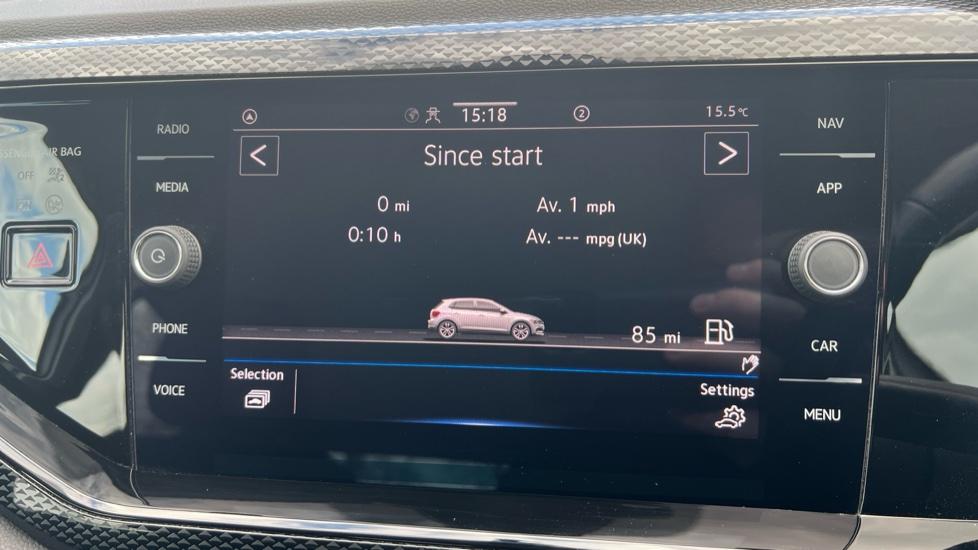 RADIO
MEDIA
PHONE
VOICE
AIR BAG
OFF
15:18
2
15.5°C
Since start
0 mi
Av. 1 mph
0:10 h
Av. --- mpg (UK)
85 mi
Selection
Settings
NAV
APP
CAR
MENU